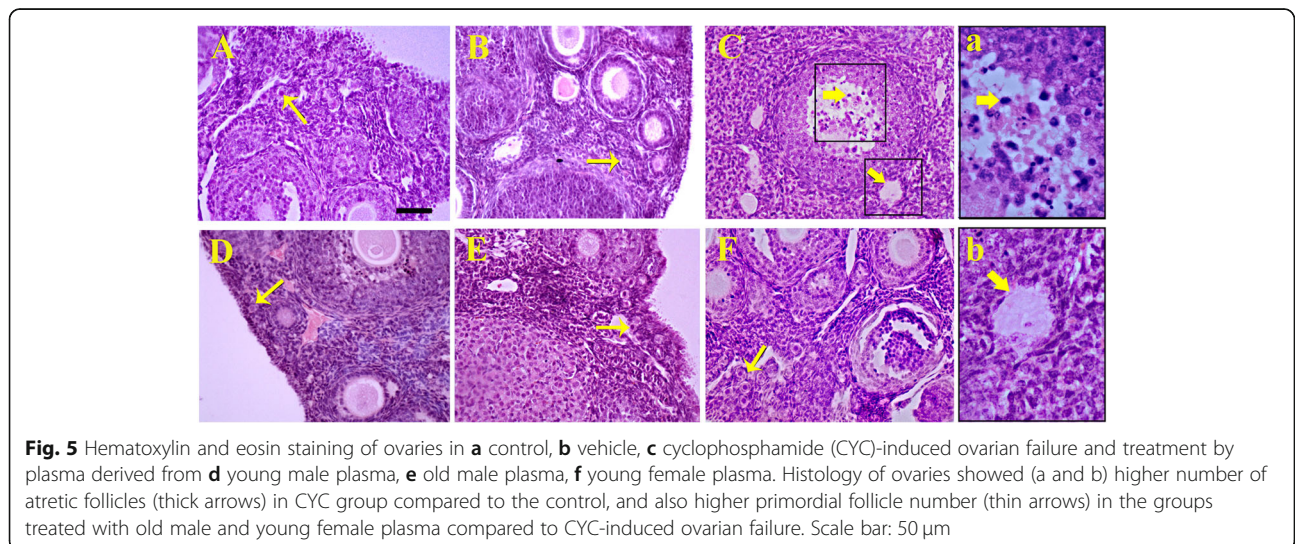 A
B
C
a
D
E
F
b
Fig. 5 Hematoxylin and eosin staining of ovaries in a control, b vehicle, c cyclophosphamide (CYC)-induced ovarian failure and treatment by
plasma derived from d young male plasma, e old male plasma, f young female plasma. Histology of ovaries showed (a and b) higher number of
atretic follicles (thick arrows) in CYC group compared to the control, and also higher primordial follicle number (thin arrows) in the groups
treated with old male and young female plasma compared to CYC-induced ovarian failure. Scale bar: 50 μm